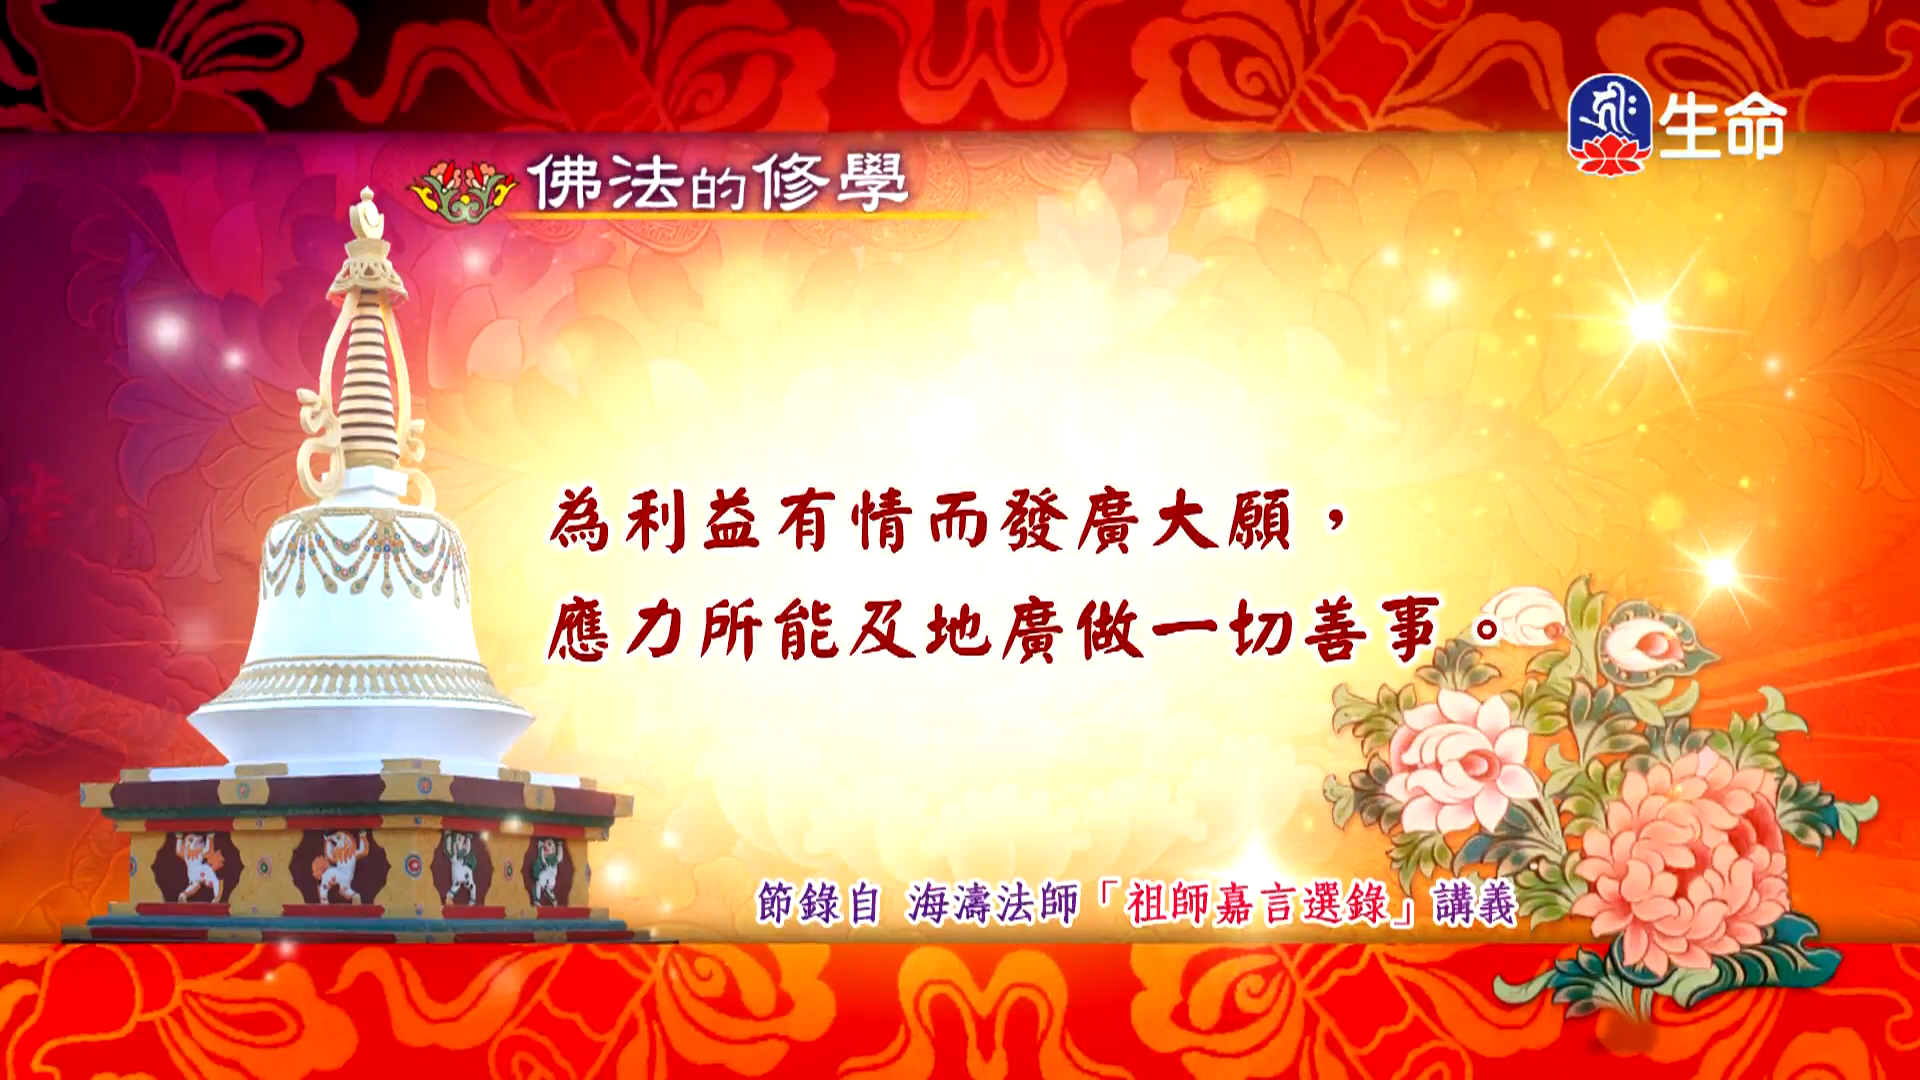 生命
佛法的修學
為利益有情而發廣大願，
應力所能及地廣做一切善事。
節錄自 海濤法師「祖師嘉言選錄」講義